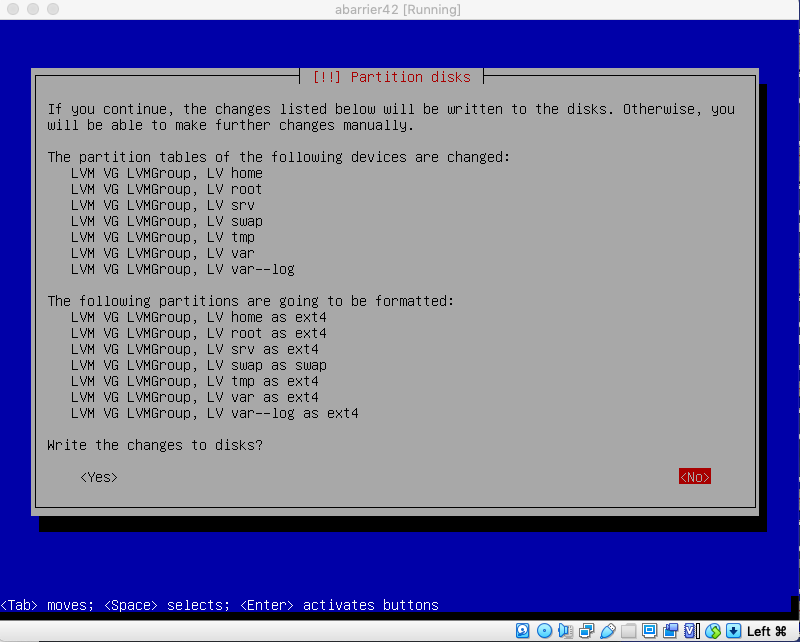 abarrier42 [Running]
[!!] Partition disks
If you continue, the changes listed below will be written to the disks. Otherwise, you
will be able to make further changes manually.
The partition tables of the following devices are changed:
LVM VG LVMGroup, LV home
LVM VG LVMGroup, LV root
LVM VG LVMGroup, LV srv
LVM VG LVMGroup, LV swap
LVM VG LVMGroup, LV tmp
LVM VG LVMGroup, LV var
LVM VG LVMGroup, LV var--log
The following partitions are going to be formatted:
LVM VG LVMGroup, LV home as ext4
LVM VG LVMGroup, LV root as ext4
LVM VG LVMGroup, LV srv as ext4
LVM VG LVMGroup, LV swap as swap
LVM VG LVMGroup, LV tmp as ext4
LVM VG LVMGroup, LV var as ext4
LVM VG LVMGroup, LV var--log as ext4
Write the changes to disks?
<Yes> <No>
<Tab> moves; <Space> selects; <Enter> activates buttons
Left ⌘